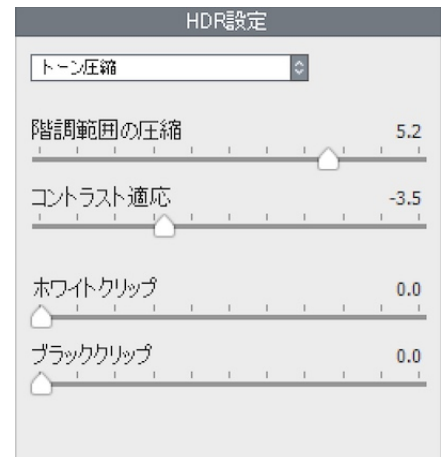 HDR設定
トーン圧縮
階調範囲の圧縮 5.2
コントラスト適応 -3.5
ホワイトクリップ 0.0
ブラッククリップ 0.0